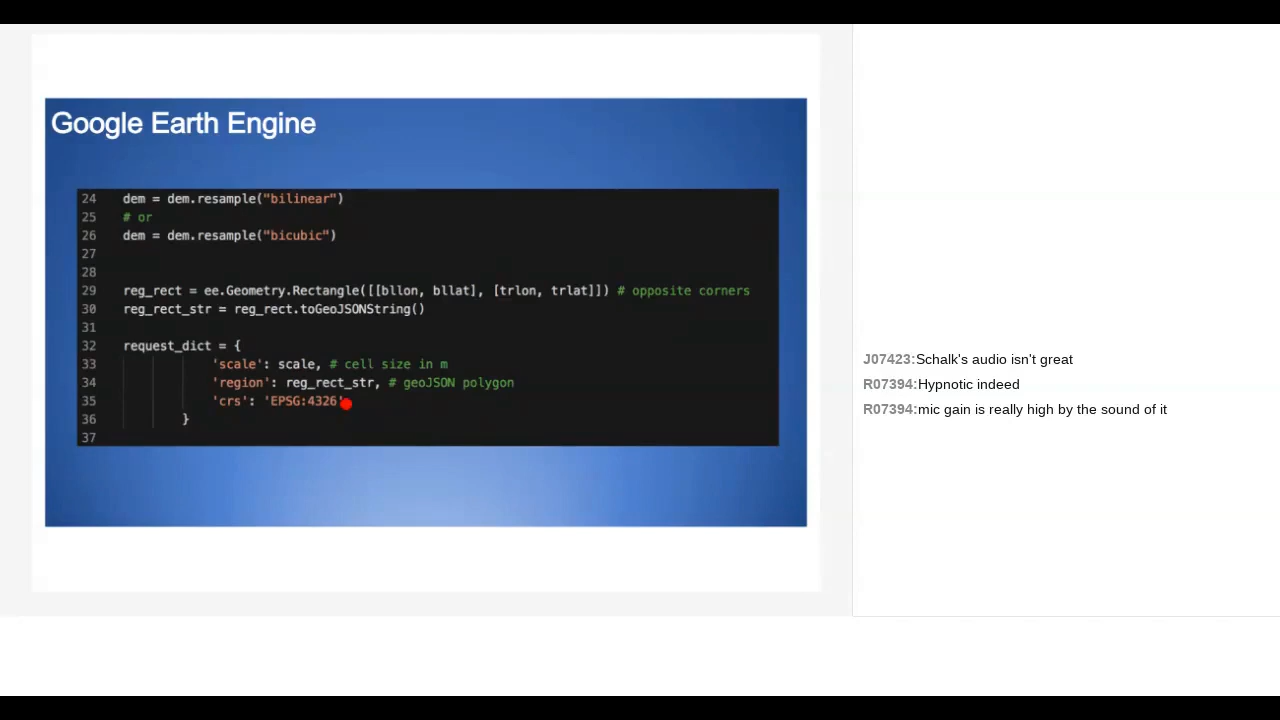 Google Earth Engine
24 dem = dem.resample("bilinear")
25 # or
26 dem = dem.resample("bicubic")
27
28
29 reg_rect = ee.Geometry.Rectangle([[bllon, bllat], [trlon, trlat]]) # opposite corners
30 reg_rect_str = reg_rect.toGeoJSONString()
31
32 request_dict = {
33 'scale': scale, # cell size in m
34 'region': reg_rect_str, # geoJSON polygon
35 'crs': 'EPSG:4326'
36 }
37
J07423:Schalk's audio isn't great
R07394:Hypnotic indeed
R07394:mic gain is really high by the sound of it